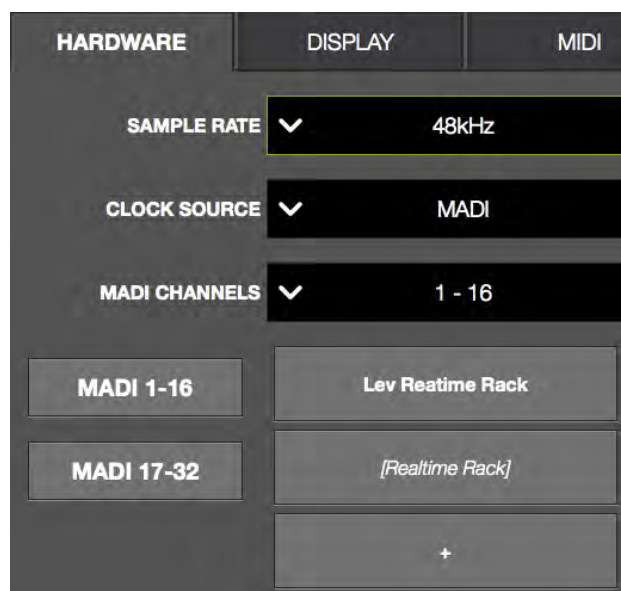 HARDWARE DISPLAY MIDI
SAMPLE RATE 48kHz
CLOCK SOURCE MADI
MADI CHANNELS 1 - 16
MADI 1-16 Lev Reatime Rack
MADI 17-32 [Realtime Rack]
+